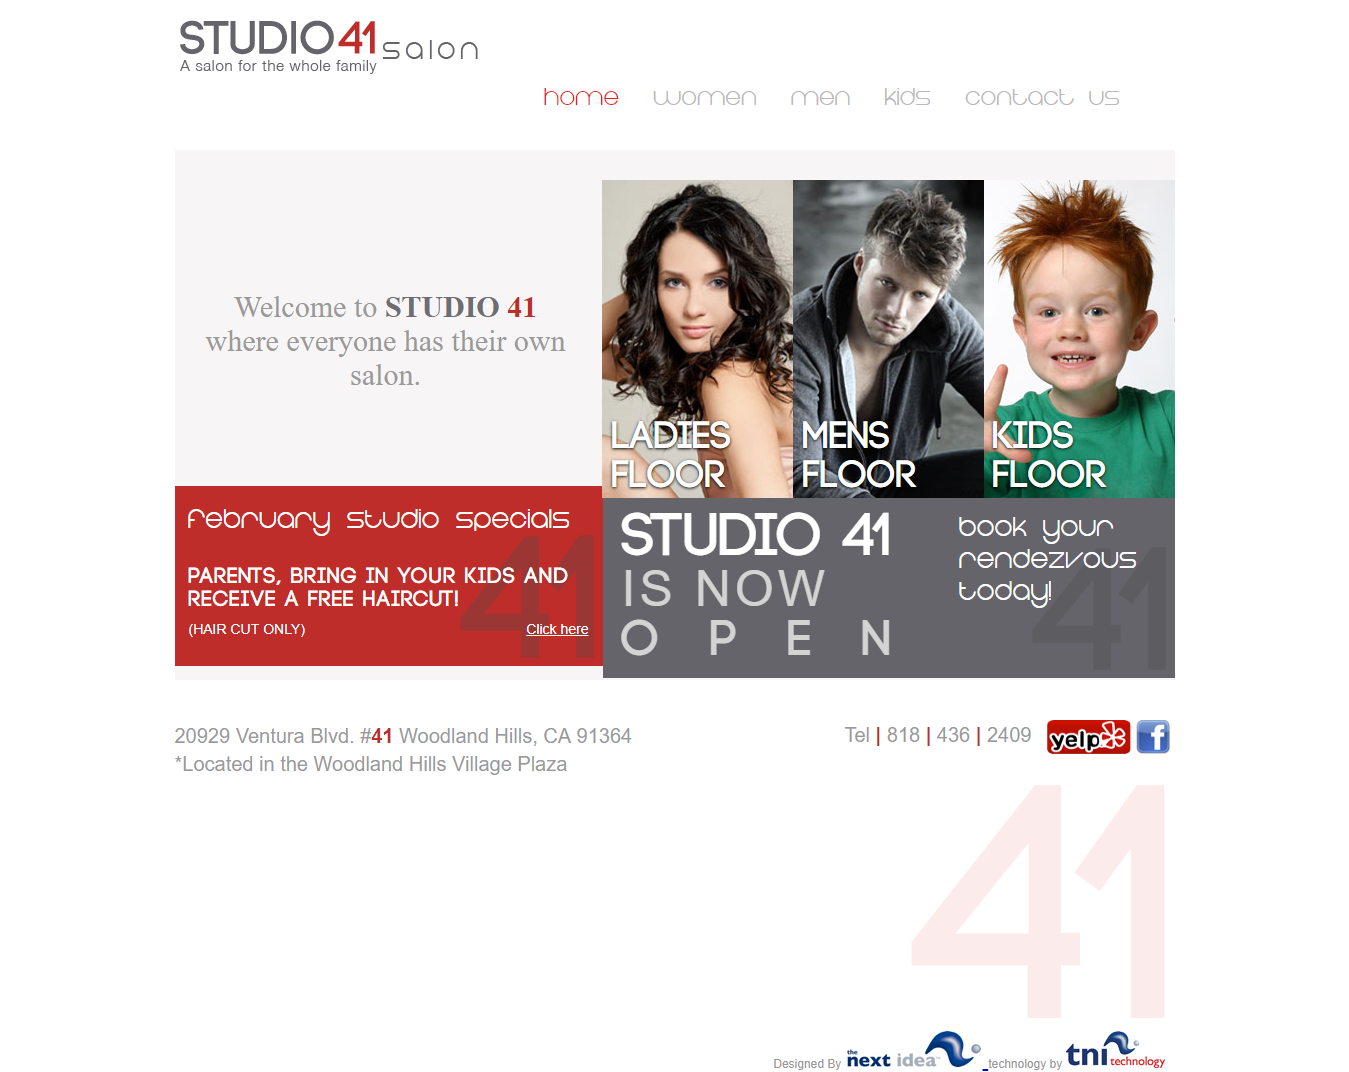 STUDIO 41 salon
A salon for the whole family
home women men kids contact us
Welcome to STUDIO 41
where everyone has their own
salon.
LADIES
FLOOR
MENS
FLOOR
KIDS
FLOOR
february studio specials
PARENTS, BRING IN YOUR KIDS AND
RECEIVE A FREE HAIRCUT!
(HAIR CUT ONLY) Click here
41
STUDIO 41
IS NOW
OPEN
book your
rendezvous
today!
41
20929 Ventura Blvd. #41 Woodland Hills, CA 91364
*Located in the Woodland Hills Village Plaza
Tel | 818 | 436 | 2409 yelp f
41
Designed By the next idea technology by tni technology